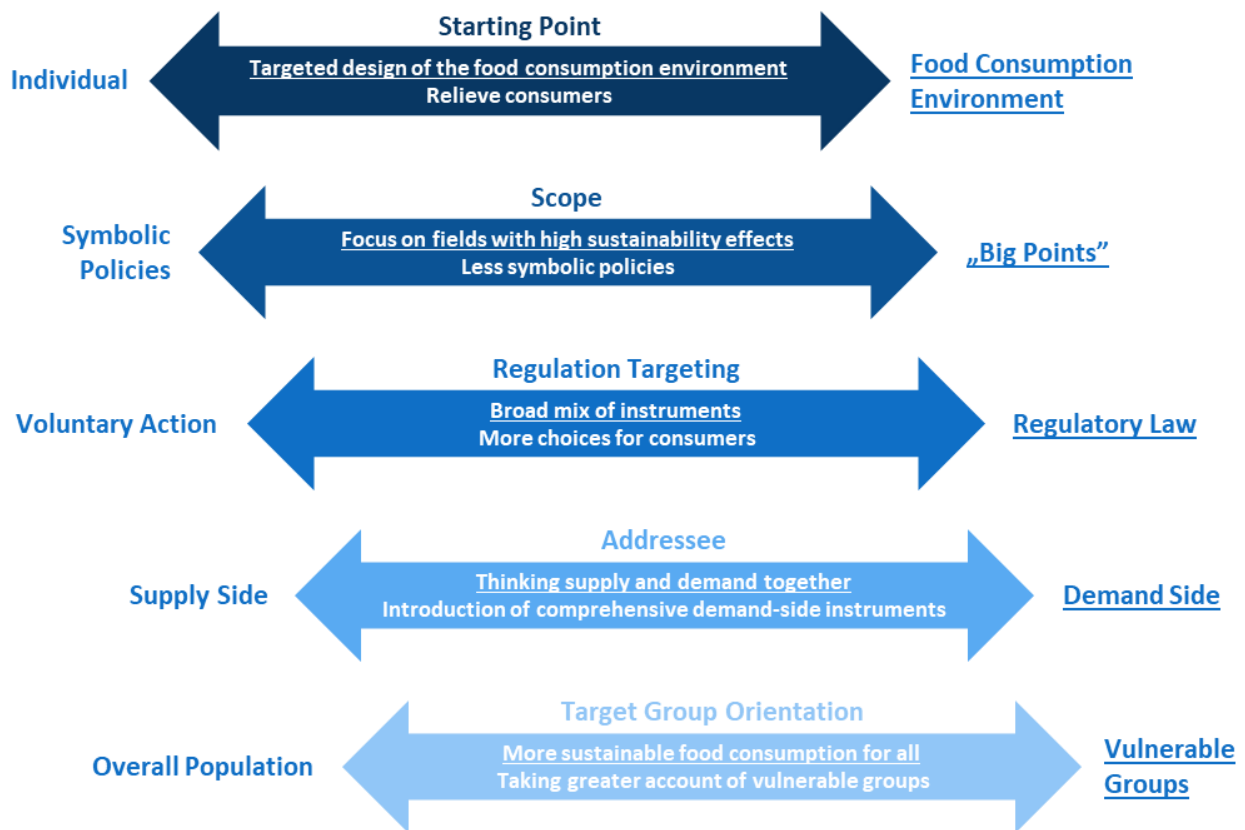 Starting Point
Individual
Targeted design of the food consumption environment
Relieve consumers
Food Consumption
Environment
Scope
Symbolic
Policies
Focus on fields with high sustainability effects
Less symbolic policies
„Big Points”
Regulation Targeting
Voluntary Action
Broad mix of instruments
More choices for consumers
Regulatory Law
Addressee
Supply Side
Thinking supply and demand together
Introduction of comprehensive demand-side instruments
Demand Side
Target Group Orientation
Overall Population
More sustainable food consumption for all
Taking greater account of vulnerable groups
Vulnerable
Groups